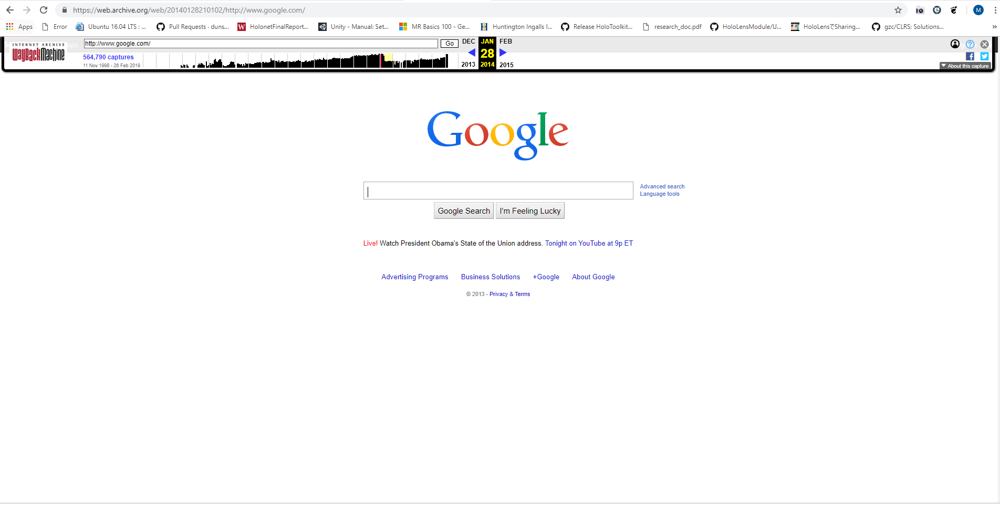 https://web.archive.org/web/20140128210102/http://www.google.com/
M
Apps Error Ubuntu 16.04 LTS : ... Pull Requests · duns... W HolonetFinalReport... Unity - Manual: Set... MR Basics 100 - Ge... Huntington Ingalls I... Release HoloToolkit... research_doc.pdf HoloLensModule/U... HoloLensでSharing... gzc/CLRS: Solutions... »
INTERNET ARCHIVE
WayBackMachine
http://www.google.com/ Go DEC JAN FEB
564,790 captures 28
11 Nov 1998 - 26 Feb 2019 2013 2014 2015
About this capture
Google
Advanced search
Language tools
Google Search I'm Feeling Lucky
Live! Watch President Obama's State of the Union address. Tonight on YouTube at 9p ET
Advertising Programs Business Solutions +Google About Google
© 2013 - Privacy & Terms